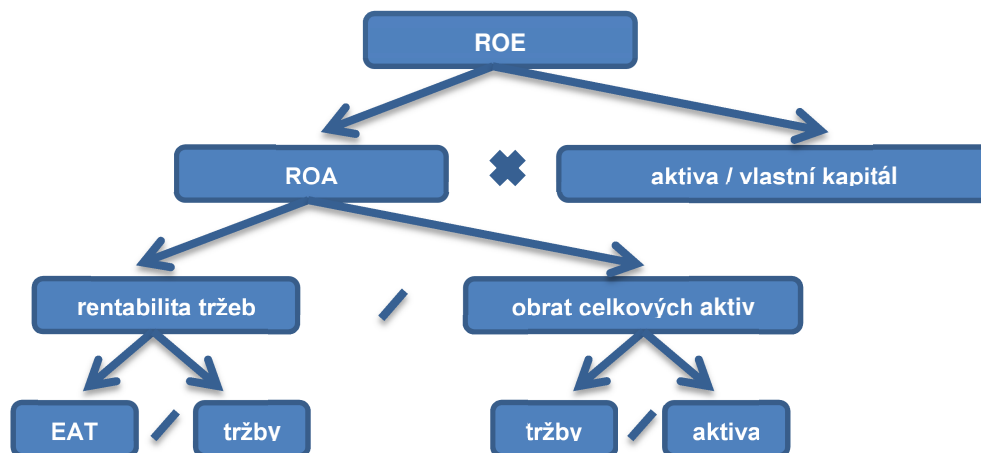 ROE
ROA
aktiva / vlastní kapitál
rentabilita tržeb
/
obrat celkových aktiv
EAT / tržby
tržby / aktiva